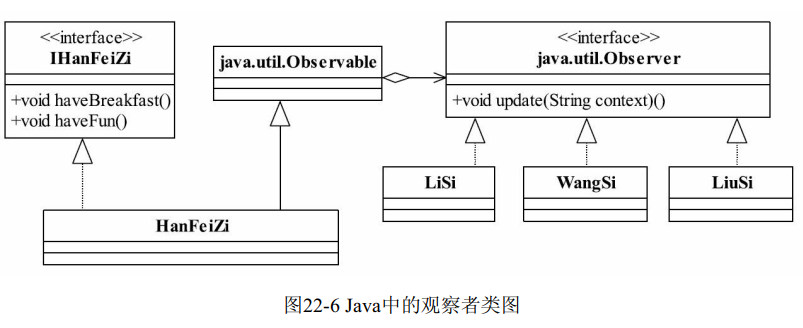 <<interface>>
IHanFeiZi
+void haveBreakfast()
+void haveFun()
java.util.Observable
<<interface>>
java.util.Observer
+void update(String context)()
LiSi
WangSi
LiuSi
HanFeiZi
图22-6 Java中的观察者类图